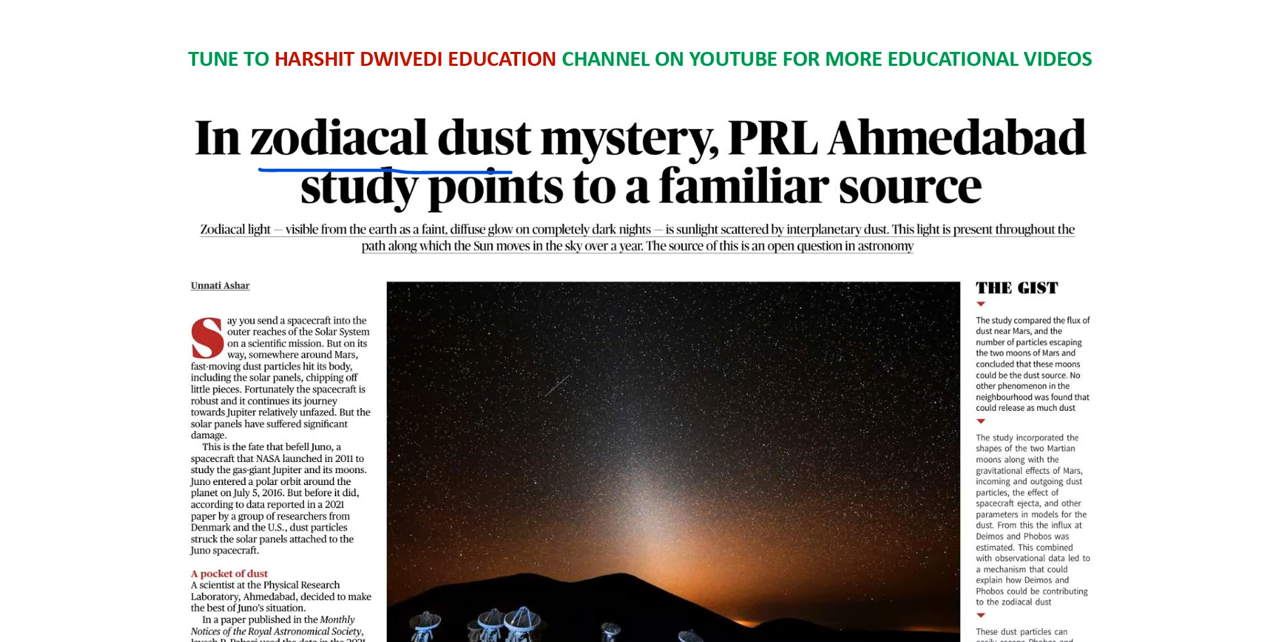 TUNE TO HARSHIT DWIVEDI EDUCATION CHANNEL ON YOUTUBE FOR MORE EDUCATIONAL VIDEOS
In zodiacal dust mystery, PRL Ahmedabad
study points to a familiar source
Zodiacal light — visible from the earth as a faint, diffuse glow on completely dark nights — is sunlight scattered by interplanetary dust. This light is present throughout the
path along which the Sun moves in the sky over a year. The source of this is an open question in astronomy
Unnati Ashar
Say you send a spacecraft into the
outer reaches of the Solar System
on a scientific mission. But on its
way, somewhere around Mars,
fast-moving dust particles hit its body,
including the solar panels, chipping off
little pieces. Fortunately the spacecraft is
robust and it continues its journey
towards Jupiter relatively unfazed. But the
solar panels have suffered significant
damage.
This is the fate that befell Juno, a
spacecraft that NASA launched in 2011 to
study the gas-giant Jupiter and its moons.
Juno entered a polar orbit around the
planet on July 5, 2016. But before it did,
according to data reported in a 2021
paper by a group of researchers from
Denmark and the U.S., dust particles
struck the solar panels attached to the
Juno spacecraft.
A pocket of dust
A scientist at the Physical Research
Laboratory, Ahmedabad, decided to make
the best of Juno's situation.
In a paper published in the Monthly
Notices of the Royal Astronomical Society,
THE GIST
The study compared the flux of
dust near Mars, and the
number of particles escaping
the two moons of Mars and
concluded that these moons
could be the dust source. No
other phenomenon in the
neighbourhood was found that
could release as much dust
The study incorporated the
shapes of the two Martian
moons along with the
gravitational effects of Mars,
incoming and outgoing dust
particles, the effect of
spacecraft ejecta, and other
parameters in models for the
dust. From this the influx at
Deimos and Phobos was
estimated. This combined
with observational data led to
a mechanism that could
explain how Deimos and
Phobos could be contributing
to the zodiacal dust
These dust particles can